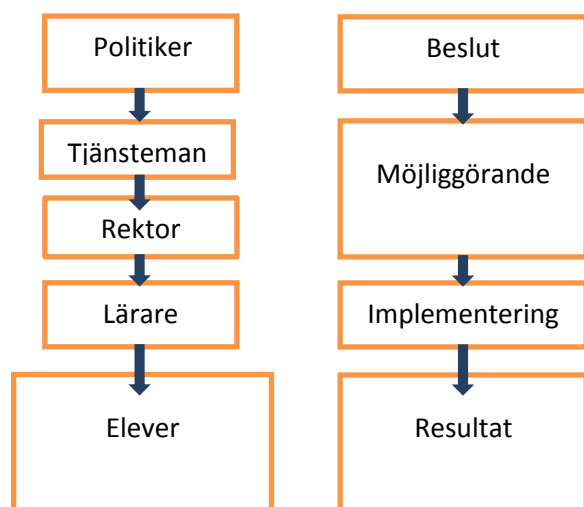 Politiker
Tjänsteman
Rektor
Lärare
Elever
Beslut
Möjliggörande
Implementering
Resultat